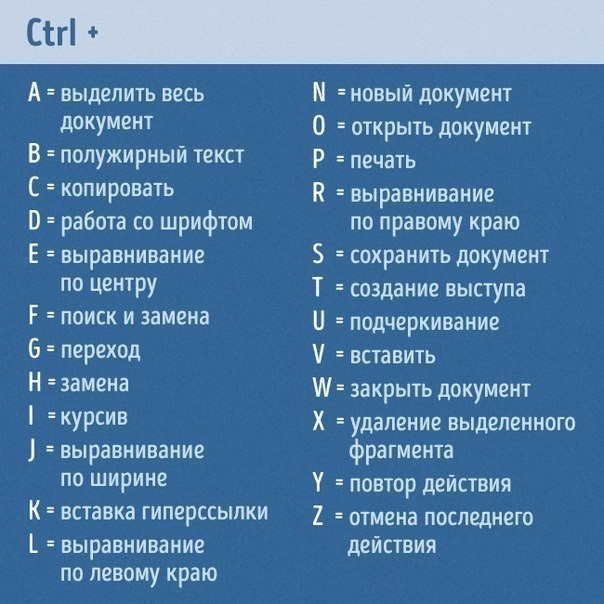 Ctrl +
A = выделить весь
документ
B = полужирный текст
C = копировать
D = работа со шрифтом
E = выравнивание
по центру
F = поиск и замена
G = переход
H = замена
I = курсив
J = выравнивание
по ширине
K = вставка гиперссылки
L = выравнивание
по левому краю
N = новый документ
O = открыть документ
P = печать
R = выравнивание
по правому краю
S = сохранить документ
T = создание выступа
U = подчеркивание
V = вставить
W = закрыть документ
X = удаление выделенного
фрагмента
Y = повтор действия
Z = отмена последнего
действия